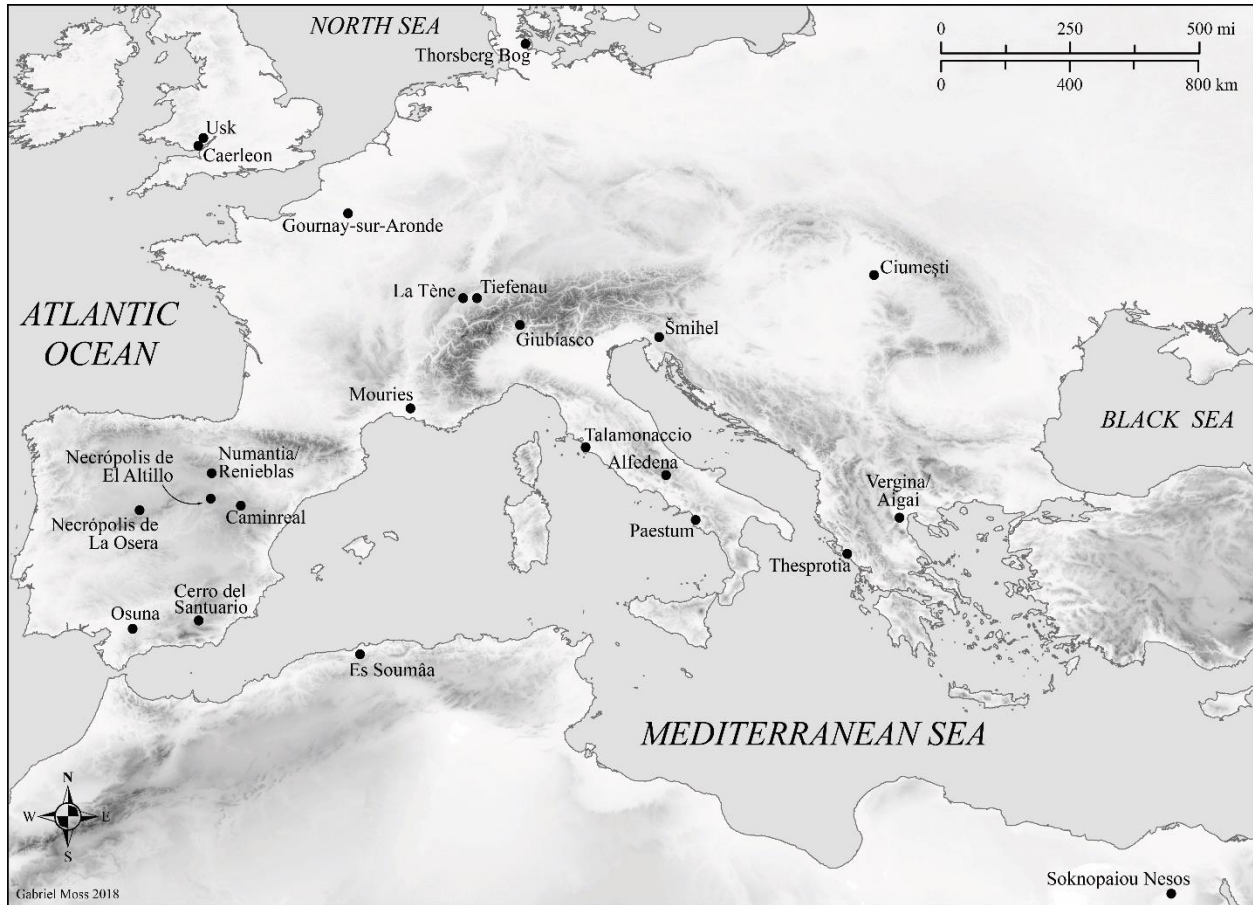 NORTH SEA
0 250 500 mi
0 400 800 km
Thorsberg Bog
Usk
Caerleon
Gournay-sur-Aronde
Ciumeşti
La Tène
Tiefenau
ATLANTIC
OCEAN
Giubiasco
Šmihel
Mouries
BLACK SEA
Talamonaccio
Necrópolis de
El Altillo
Numantia/
Renieblas
Alfedena
Vergina/
Aigai
Caminreal
Necrópolis de
La Osera
Paestum
Thesprotia
Cerro del
Santuario
Osuna
Es Soumâa
MEDITERRANEAN SEA
N
W E
S
Soknopaiou Nesos
Gabriel Moss 2018